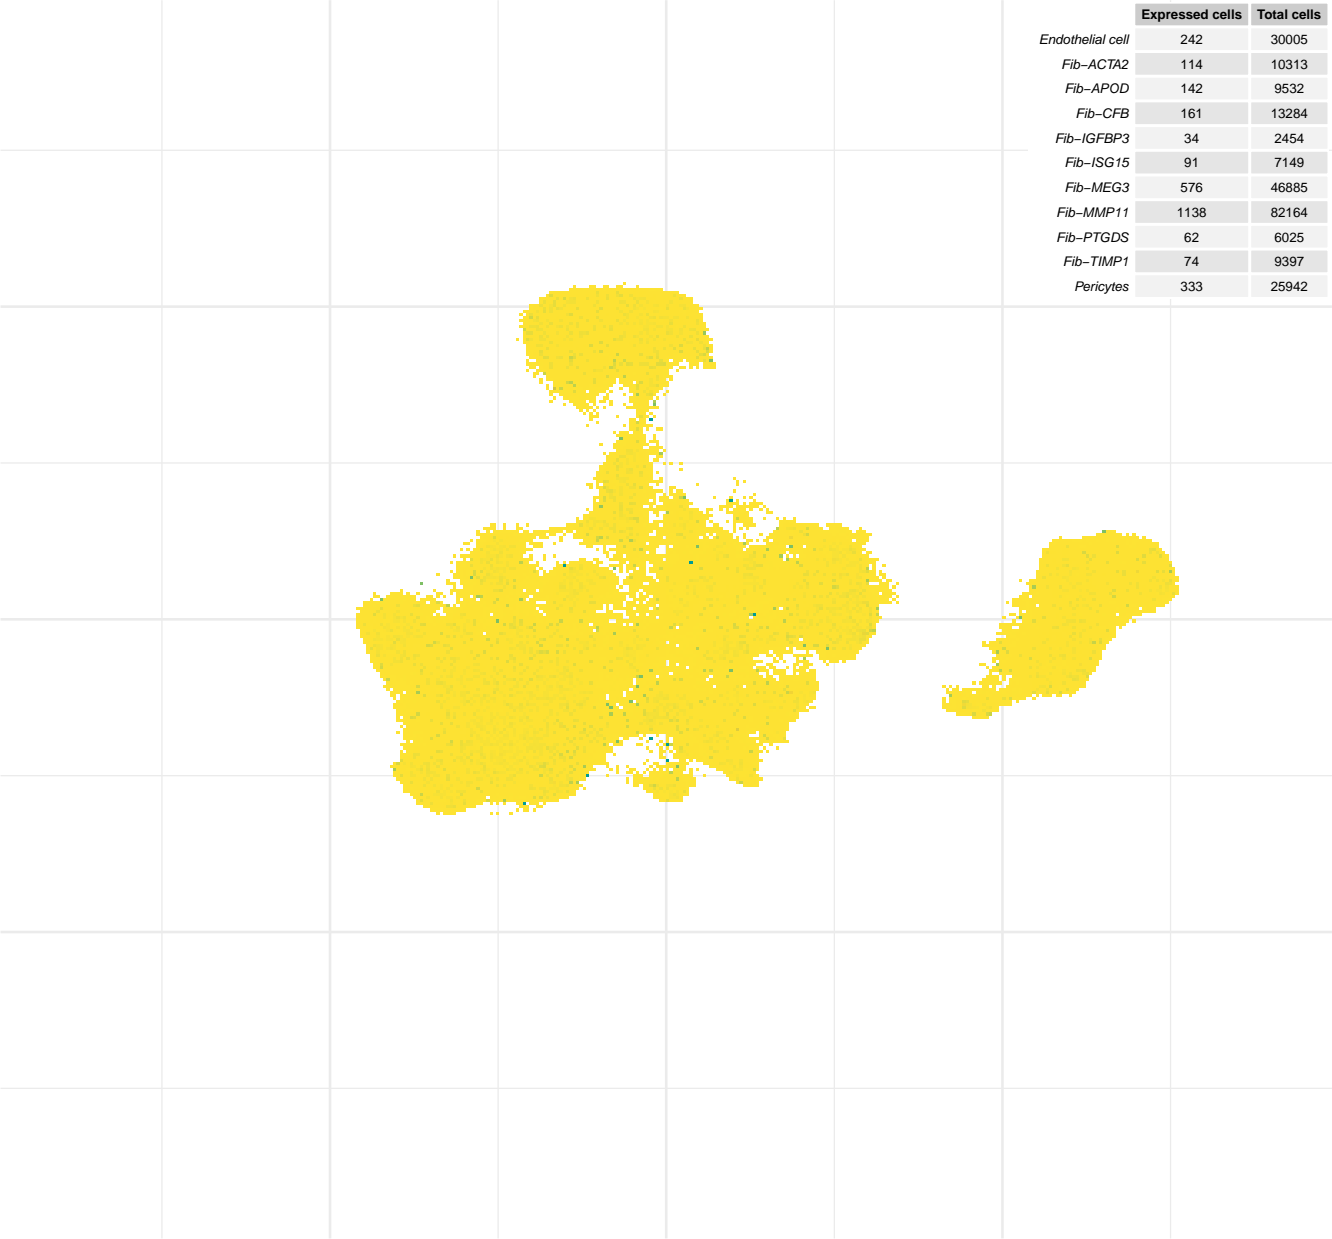 Expressed cells Total cells
Endothelial cell 242 30005
Fib−ACTA2 114 10313
Fib−APOD 142 9532
Fib−CFB 161 13284
Fib−IGFBP3 34 2454
Fib−ISG15 91 7149
Fib−MEG3 576 46885
Fib−MMP11 1138 82164
Fib−PTGDS 62 6025
Fib−TIMP1 74 9397
Pericytes 333 25942